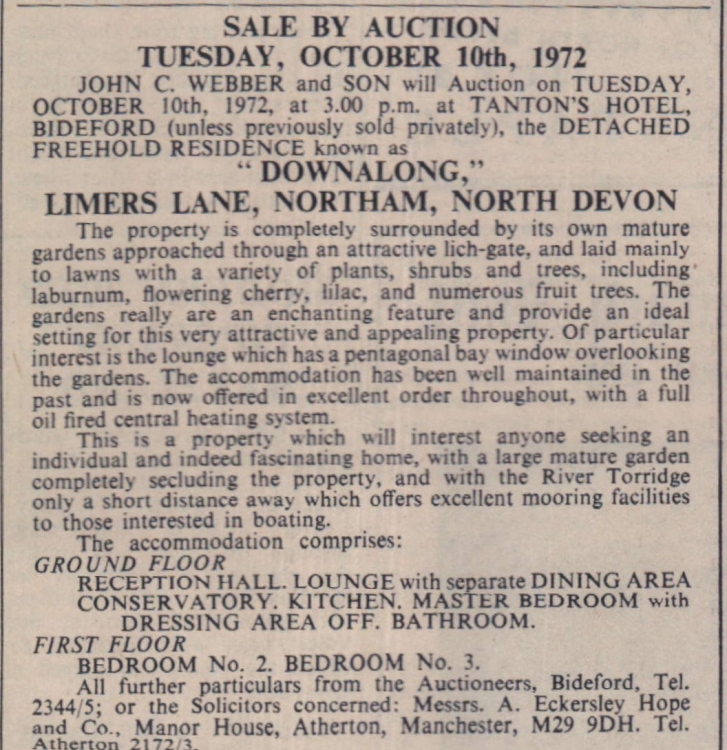 SALE BY AUCTION
TUESDAY, OCTOBER 10th, 1972
JOHN C. WEBBER and SON will Auction on TUESDAY,
OCTOBER 10th, 1972, at 3.00 p.m. at TANTON'S HOTEL,
BIDEFORD (unless previously sold privately), the DETACHED
FREEHOLD RESIDENCE known as
"DOWNALONG,"
LIMERS LANE, NORTHAM, NORTH DEVON
The property is completely surrounded by its own mature
gardens approached through an attractive lich-gate, and laid mainly
to lawns with a variety of plants, shrubs and trees, including
laburnum, flowering cherry, lilac, and numerous fruit trees. The
gardens really are an enchanting feature and provide an ideal
setting for this very attractive and appealing property. Of particular
interest is the lounge which has a pentagonal bay window overlooking
the gardens. The accommodation has been well maintained in the
past and is now offered in excellent order throughout, with a full
oil fired central heating system.
This is a property which will interest anyone seeking an
individual and indeed fascinating home, with a large mature garden
completely secluding the property, and with the River Torridge
only a short distance away which offers excellent mooring facilities
to those interested in boating.
The accommodation comprises:
GROUND FLOOR
RECEPTION HALL. LOUNGE with separate DINING AREA
CONSERVATORY. KITCHEN. MASTER BEDROOM with
DRESSING AREA OFF. BATHROOM.
FIRST FLOOR
BEDROOM No. 2. BEDROOM No. 3.
All further particulars from the Auctioneers, Bideford, Tel.
2344/5; or the Solicitors concerned: Messrs. A. Eckersley Hope
and Co., Manor House, Atherton, Manchester, M29 9DH. Tel.
Atherton 2172/3.